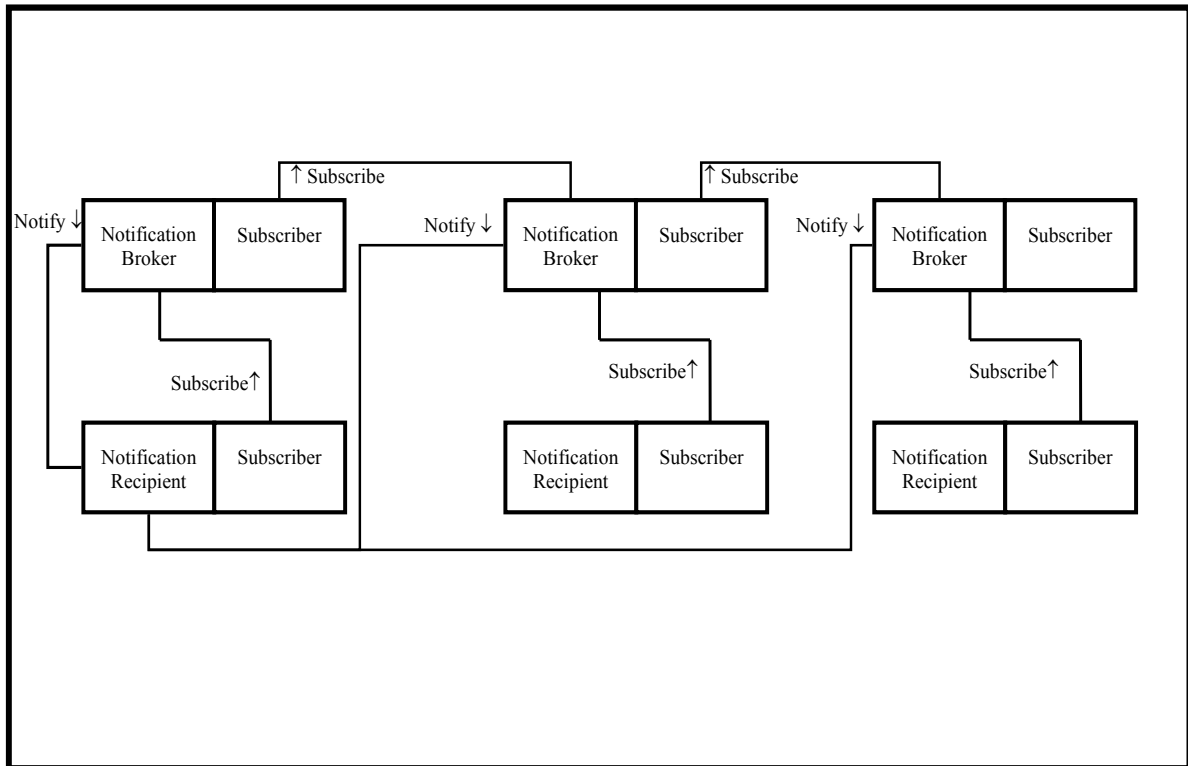 ↑ Subscribe
↑ Subscribe
Notify ↓
Notify ↓
Notify ↓
Notification
Broker
Subscriber
Notification
Broker
Subscriber
Notification
Broker
Subscriber
Subscribe↑
Subscribe↑
Subscribe↑
Notification
Recipient
Subscriber
Notification
Recipient
Subscriber
Notification
Recipient
Subscriber